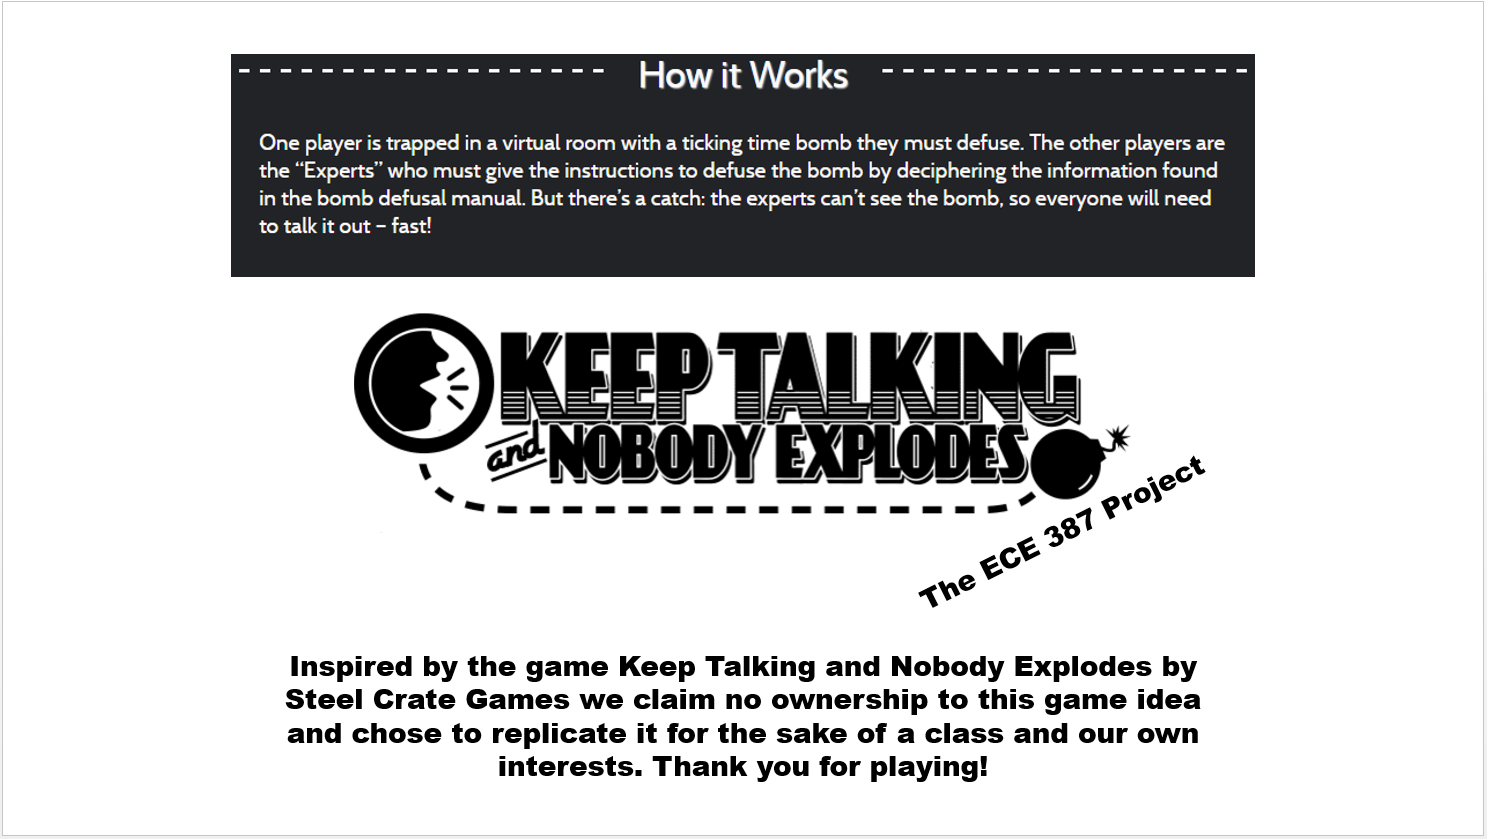 How it Works
One player is trapped in a virtual room with a ticking time bomb they must defuse. The other players are
the “Experts” who must give the instructions to defuse the bomb by deciphering the information found
in the bomb defusal manual. But there’s a catch: the experts can’t see the bomb, so everyone will need
to talk it out – fast!
KEEP TALKING
and NOBODY EXPLODES
The ECE 387 Project
Inspired by the game Keep Talking and Nobody Explodes by
Steel Crate Games we claim no ownership to this game idea
and chose to replicate it for the sake of a class and our own
interests. Thank you for playing!